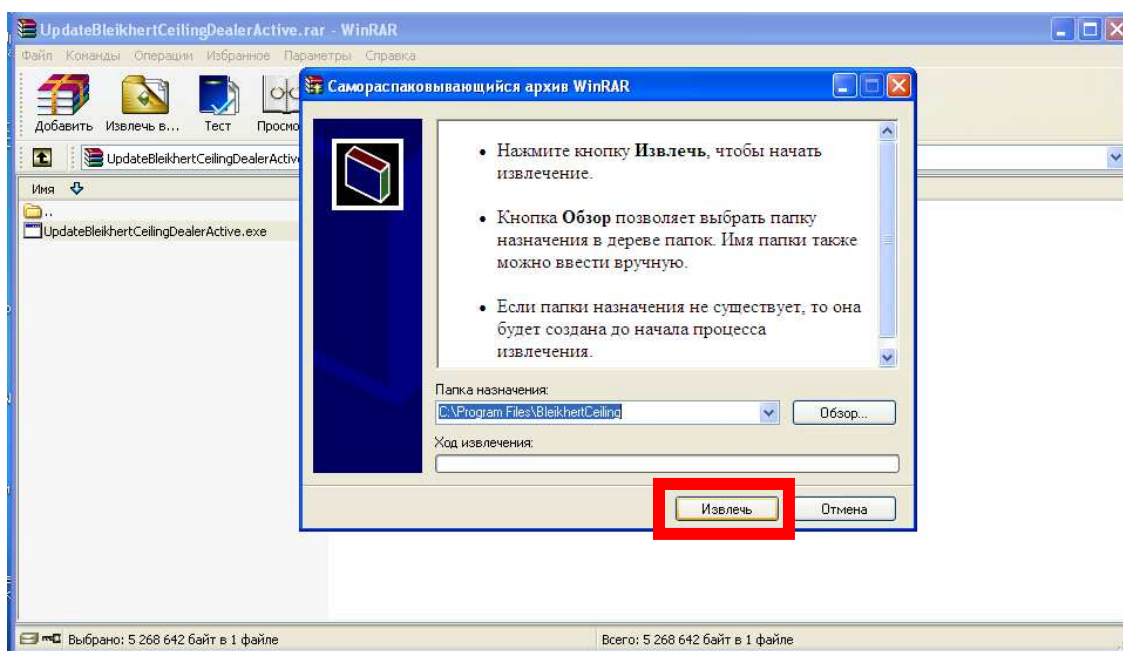 UpdateBleikhertCeilingDealerActive.rar - WinRAR
Файл Команды Операции Избранное Параметры Справка
Добавить Извлечь в... Тест Просмо
UpdateBleikhertCeilingDealerActiv
Имя
..
UpdateBleikhertCeilingDealerActive.exe
Самораспаковывающийся архив WinRAR
• Нажмите кнопку Извлечь, чтобы начать
извлечение.
• Кнопка Обзор позволяет выбрать папку
назначения в дереве папок. Имя папки также
можно ввести вручную.
• Если папки назначения не существует, то она
будет создана до начала процесса
извлечения.
Папка назначения:
C:\Program Files\BleikhertCeiling
Обзор...
Ход извлечения:
Извлечь Отмена
Выбрано: 5 268 642 байт в 1 файле
Всего: 5 268 642 байт в 1 файле